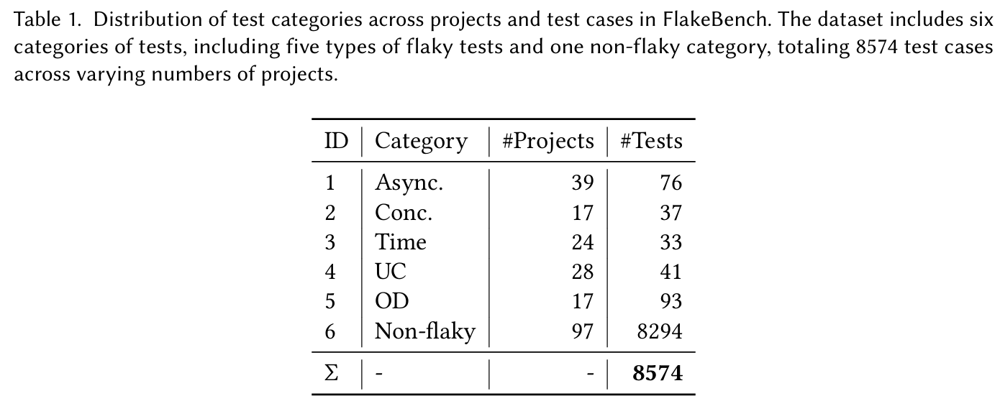 Table 1. Distribution of test categories across projects and test cases in FlakeBench. The dataset includes six
categories of tests, including five types of flaky tests and one non-flaky category, totaling 8574 test cases
across varying numbers of projects.
ID Category #Projects #Tests
1 Async. 39 76
2 Conc. 17 37
3 Time 24 33
4 UC 28 41
5 OD 17 93
6 Non-flaky 97 8294
Σ - - 8574